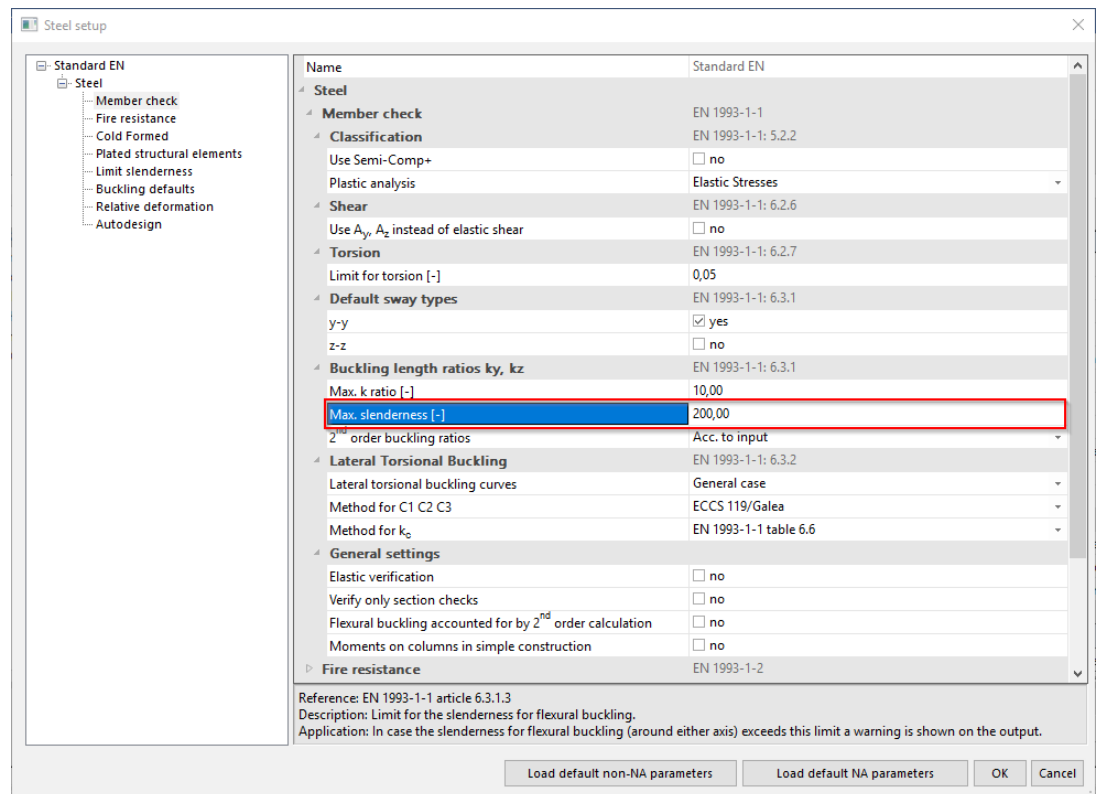 Steel setup
Standard EN
Steel
Member check
Fire resistance
Cold Formed
Plated structural elements
Limit slenderness
Buckling defaults
Relative deformation
Autodesign
Name Standard EN
Steel
Member check EN 1993-1-1
Classification EN 1993-1-1: 5.2.2
Use Semi-Comp+ no
Plastic analysis Elastic Stresses
Shear EN 1993-1-1: 6.2.6
Use Ay, Az instead of elastic shear no
Torsion EN 1993-1-1: 6.2.7
Limit for torsion [-] 0,05
Default sway types EN 1993-1-1: 6.3.1
y-y yes
z-z no
Buckling length ratios ky, kz EN 1993-1-1: 6.3.1
Max. k ratio [-] 10,00
Max. slenderness [-] 200,00
2nd order buckling ratios Acc. to input
Lateral Torsional Buckling EN 1993-1-1: 6.3.2
Lateral torsional buckling curves General case
Method for C1 C2 C3 ECCS 119/Galea
Method for kc EN 1993-1-1 table 6.6
General settings
Elastic verification no
Verify only section checks no
Flexural buckling accounted for by 2nd order calculation no
Moments on columns in simple construction no
Fire resistance EN 1993-1-2
Reference: EN 1993-1-1 article 6.3.1.3
Description: Limit for the slenderness for flexural buckling.
Application: In case the slenderness for flexural buckling (around either axis) exceeds this limit a warning is shown on the output.
Load default non-NA parameters Load default NA parameters OK Cancel